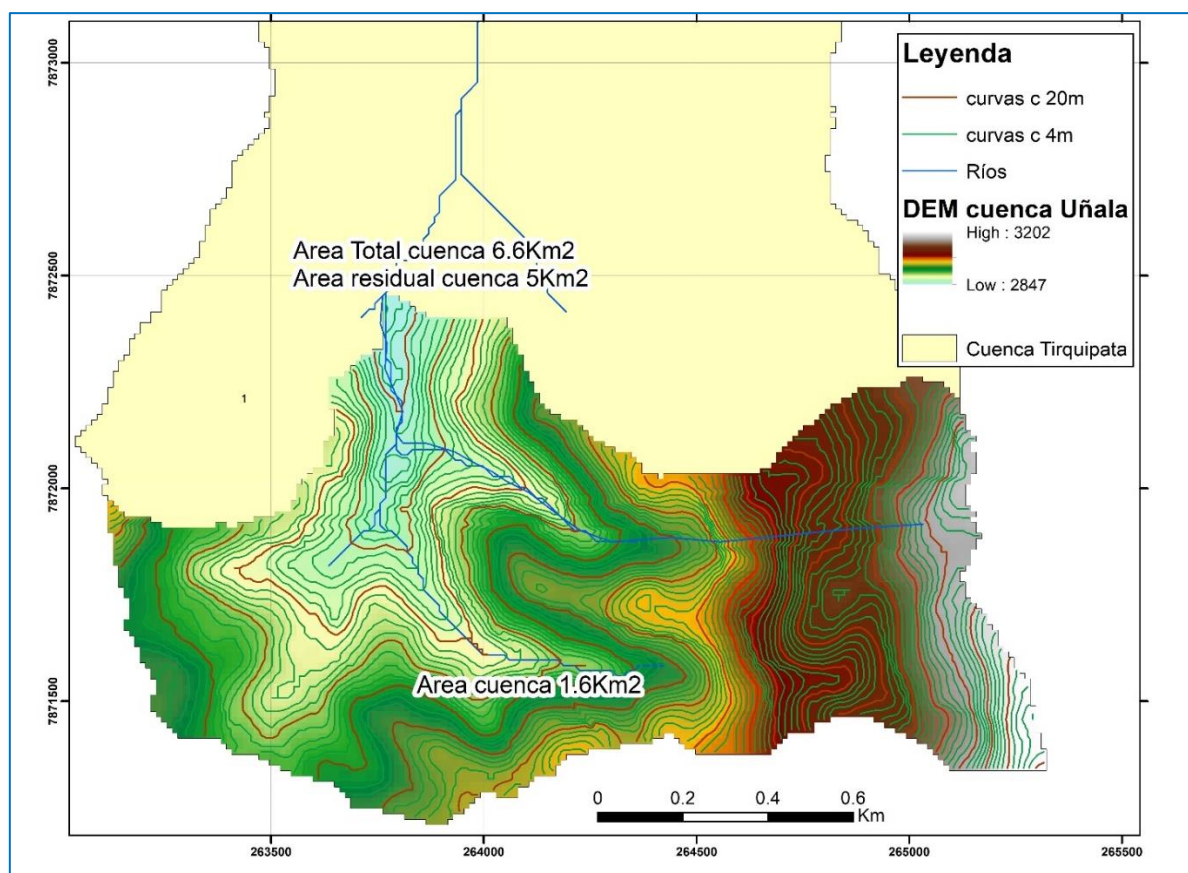 7873000
7872500
7872000
7871500
Leyenda
curvas c 20m
curvas c 4m
Ríos
DEM cuenca Uñala
High : 3202
Low : 2847
Cuenca Tirquipata
Area Total cuenca 6.6Km2
Area residual cuenca 5Km2
1
Area cuenca 1.6Km2
0 0.2 0.4 0.6
Km
263500 264000 264500 265000 265500